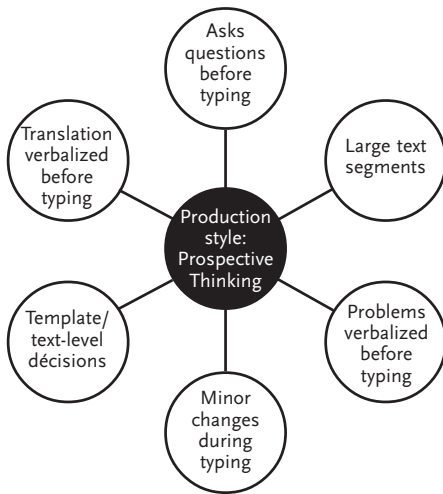 Asks
questions
before
typing
Translation
verbalized
before
typing
Large text
segments
Production
style:
Prospective
Thinking
Template/
text-level
décisions
Problems
verbalized
before
typing
Minor
changes
during
typing